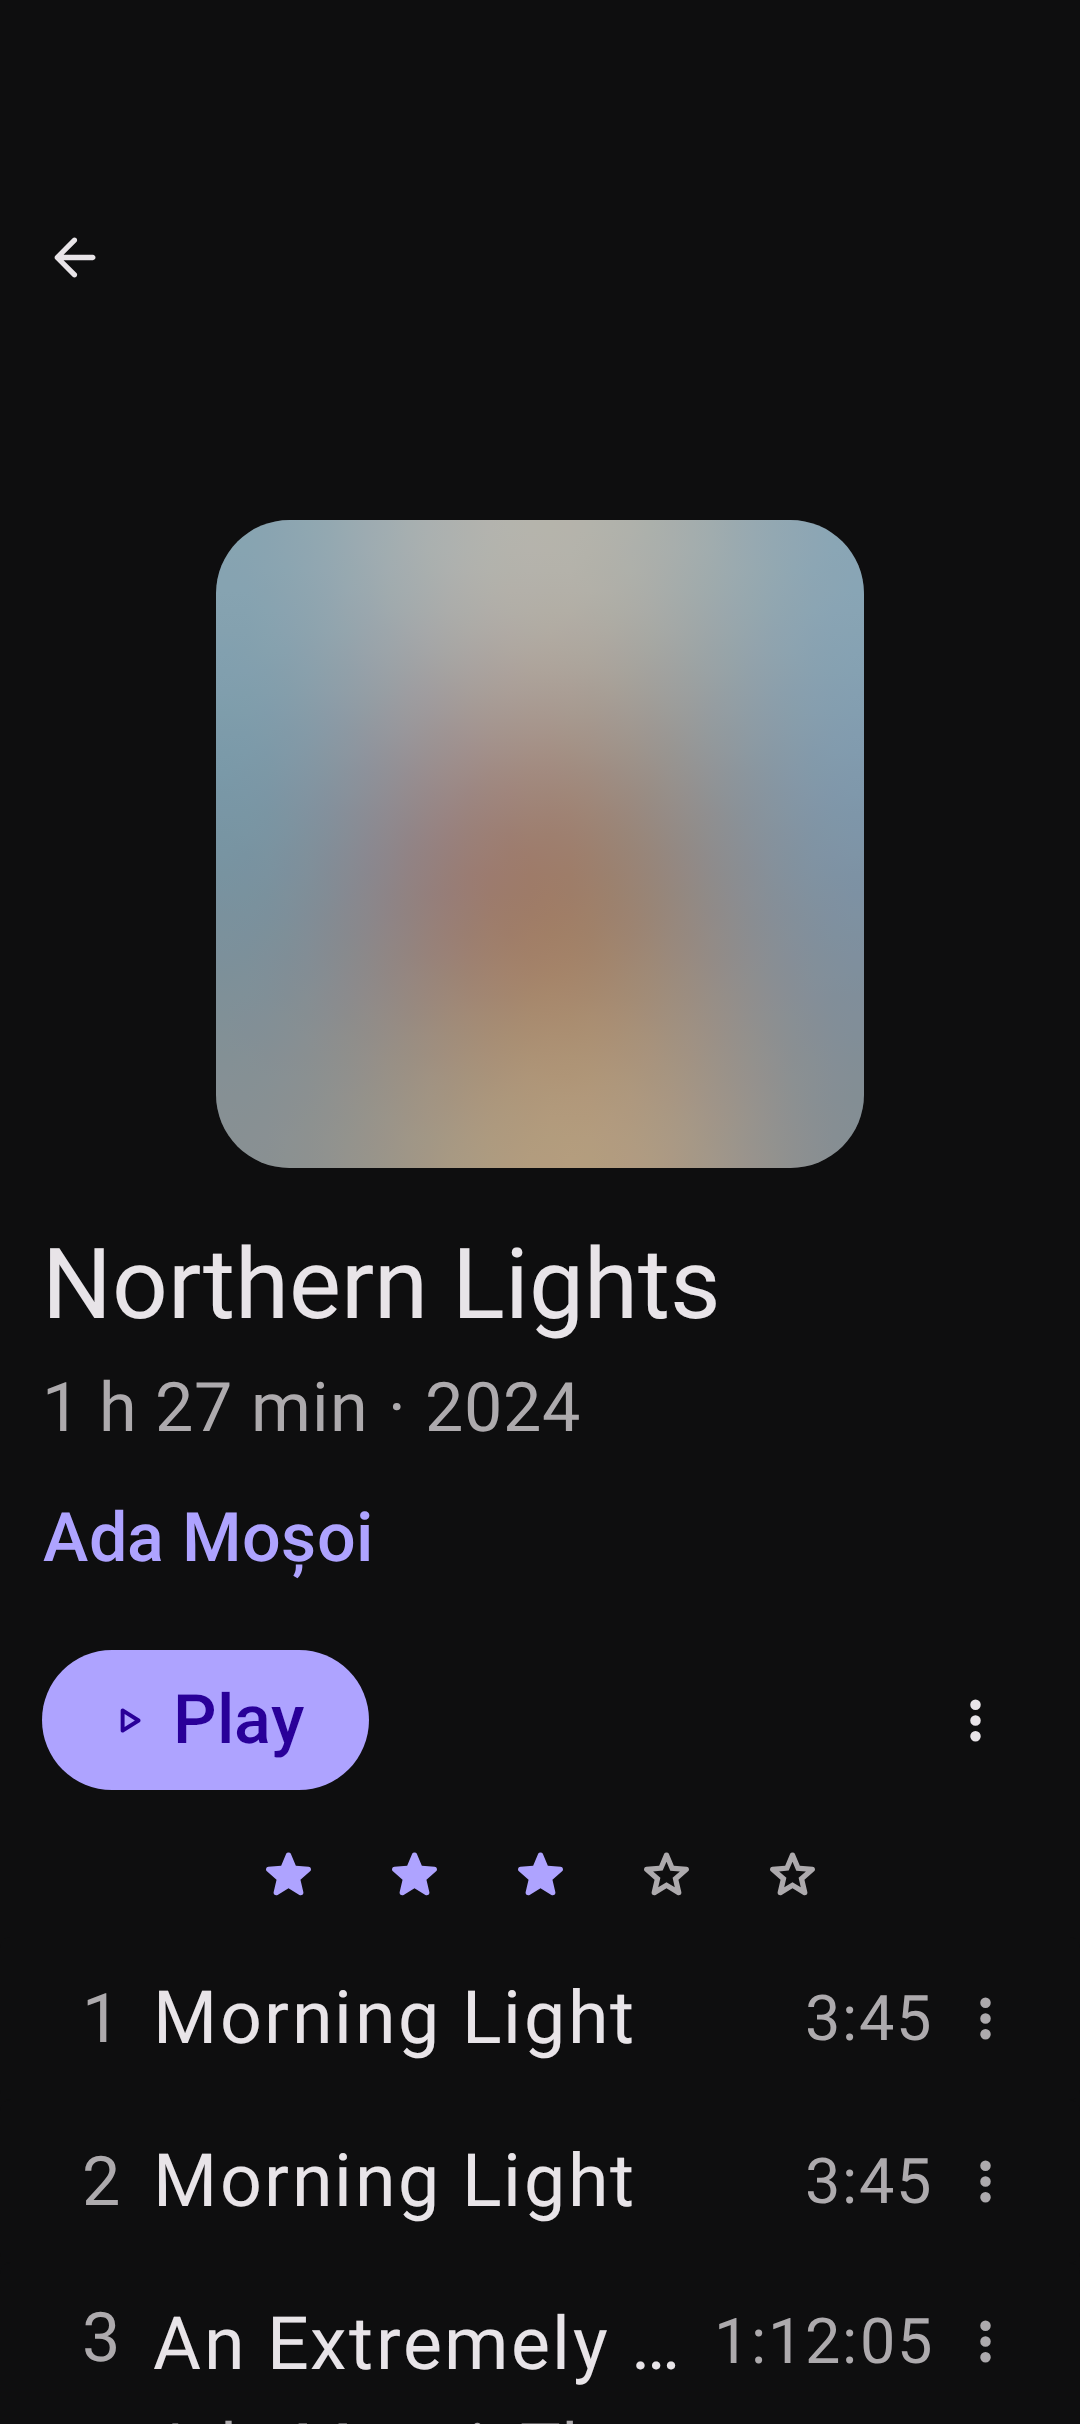 Northern Lights
1 h 27 min · 2024
Ada Moșoi
Play
1 Morning Light 3:45
2 Morning Light 3:45
3 An Extremely … 1:12:05